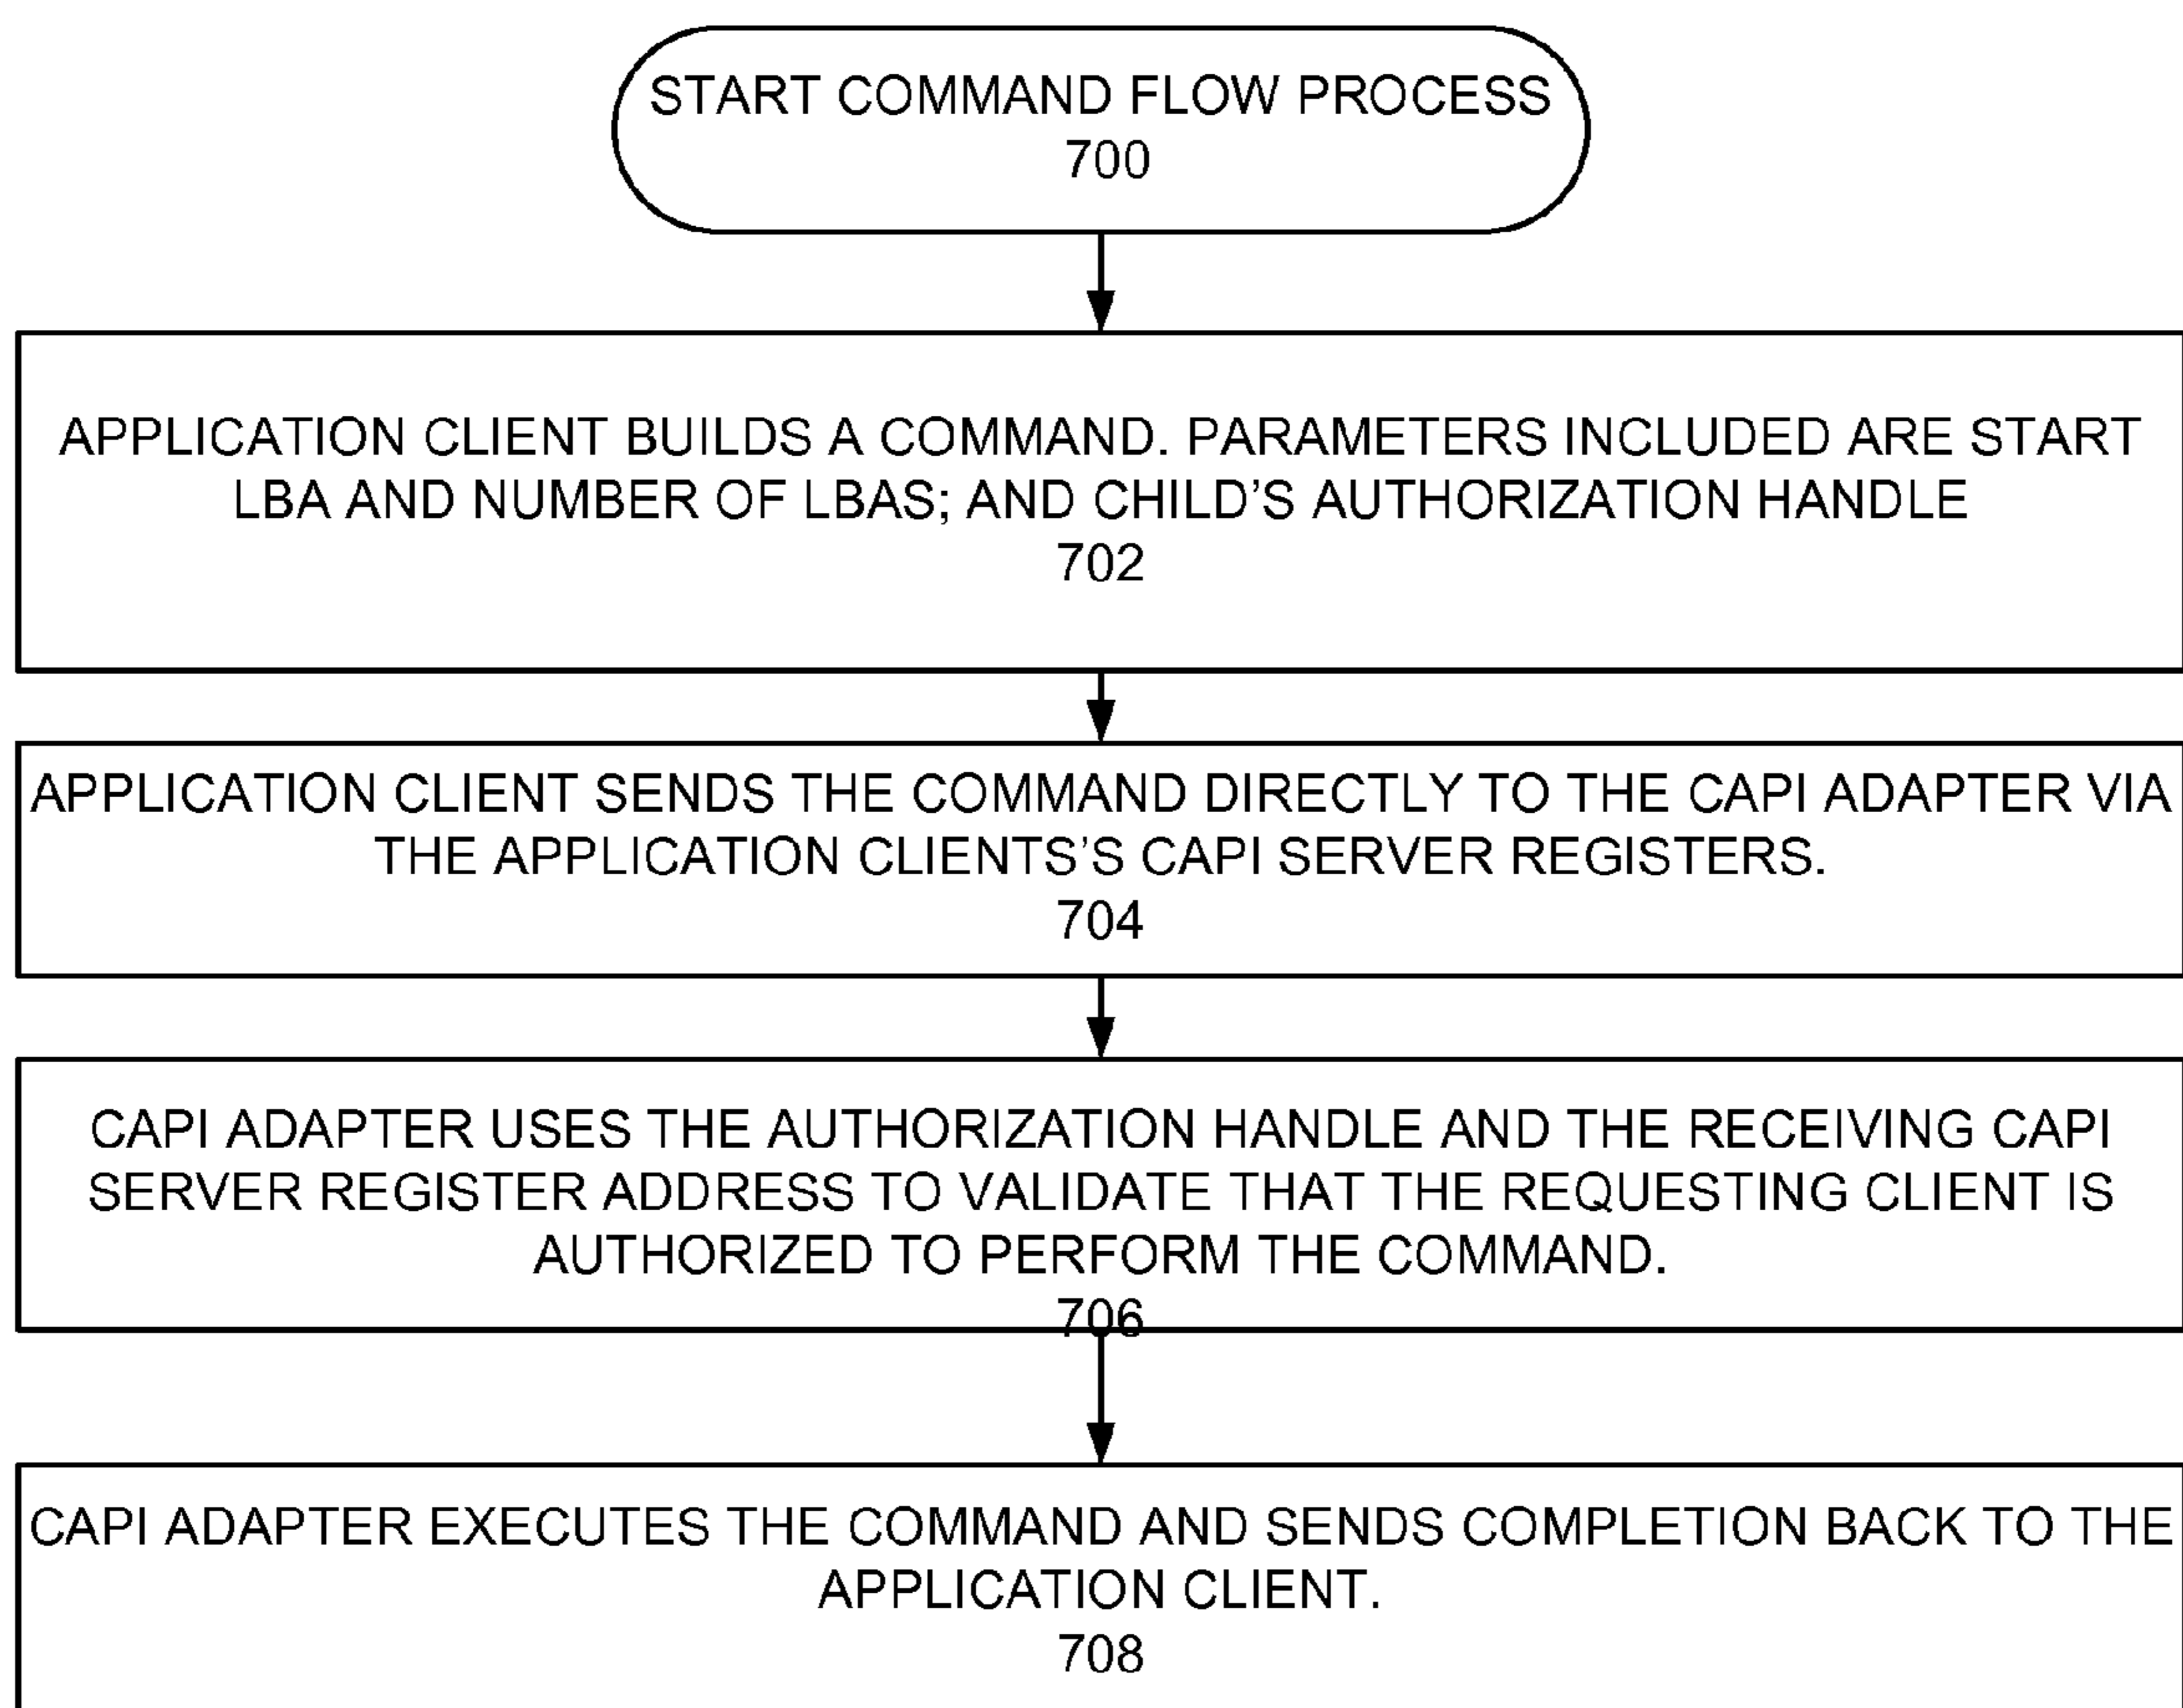 START COMMAND FLOW PROCESS
700
APPLICATION CLIENT BUILDS A COMMAND. PARAMETERS INCLUDED ARE START
LBA AND NUMBER OF LBAS; AND CHILD’S AUTHORIZATION HANDLE
702
APPLICATION CLIENT SENDS THE COMMAND DIRECTLY TO THE CAPI ADAPTER VIA
THE APPLICATION CLIENTS’S CAPI SERVER REGISTERS.
704
CAPI ADAPTER USES THE AUTHORIZATION HANDLE AND THE RECEIVING CAPI
SERVER REGISTER ADDRESS TO VALIDATE THAT THE REQUESTING CLIENT IS
AUTHORIZED TO PERFORM THE COMMAND.
706
CAPI ADAPTER EXECUTES THE COMMAND AND SENDS COMPLETION BACK TO THE
APPLICATION CLIENT.
708